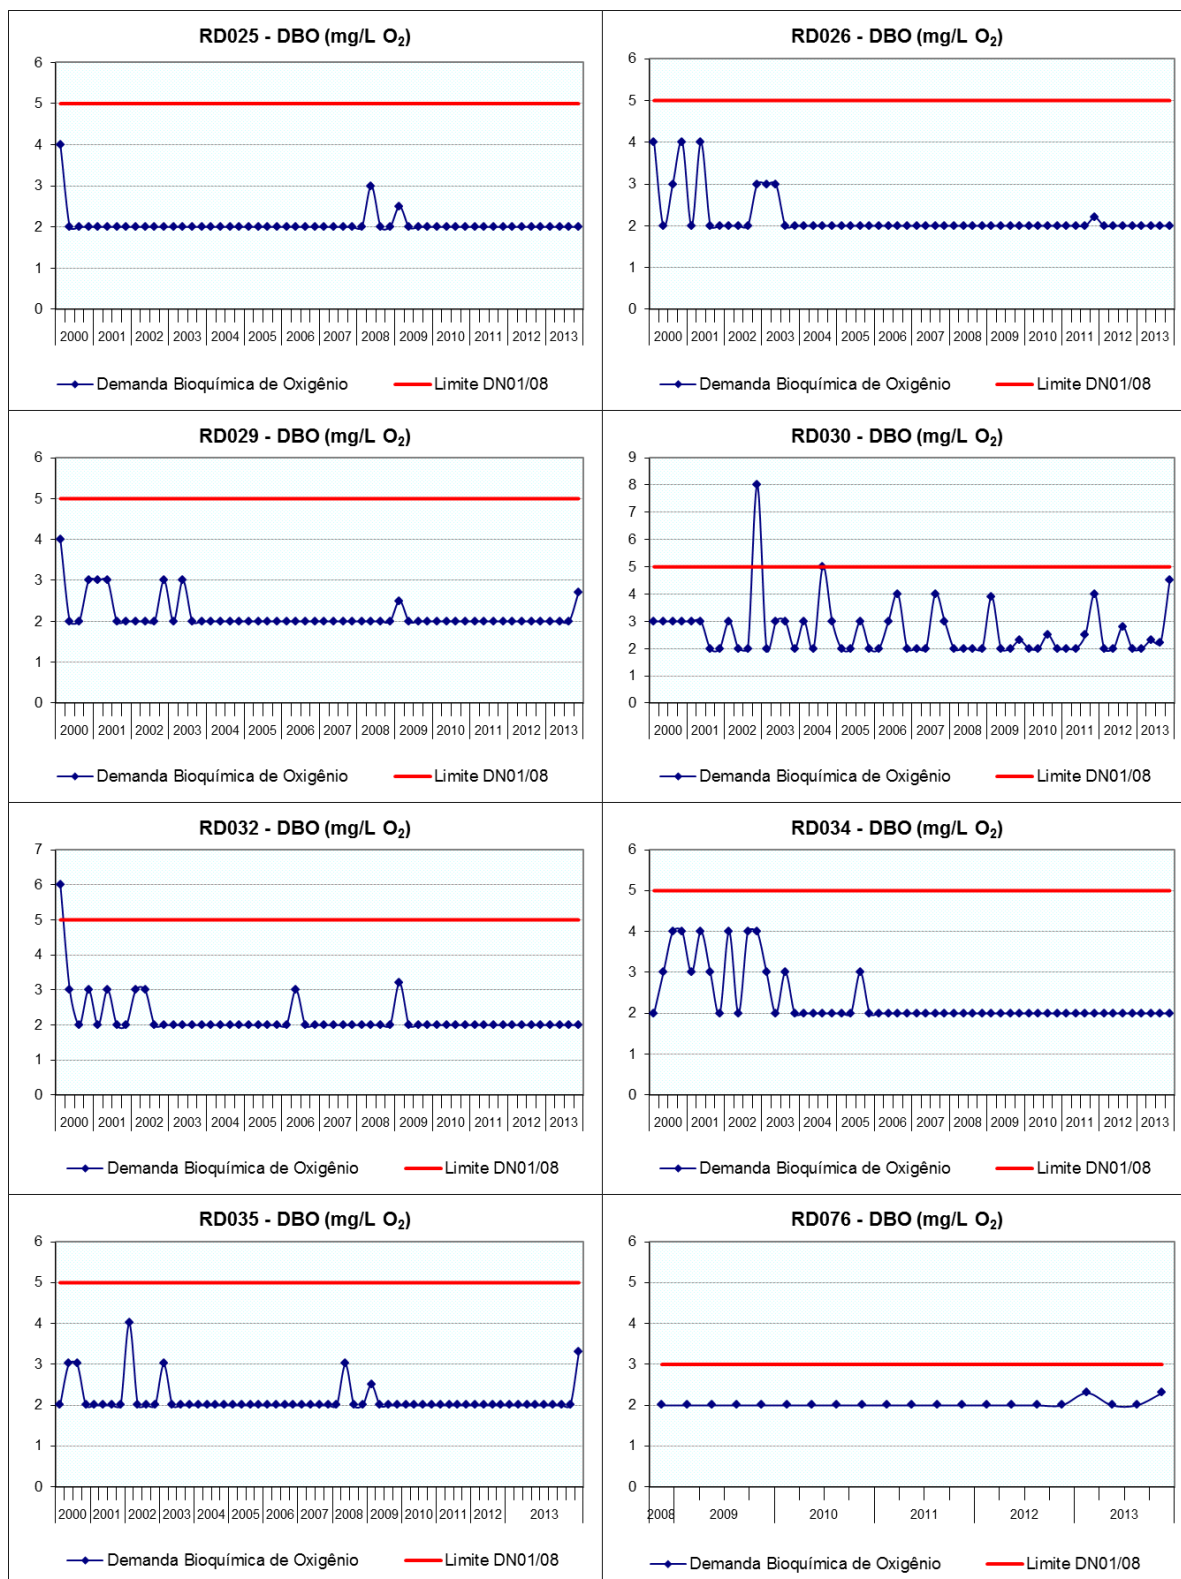 RD025 - DBO (mg/L O₂)
6
5
4
3
2
1
0
2000 2001 2002 2003 2004 2005 2006 2007 2008 2009 2010 2011 2012 2013
Demanda Bioquímica de Oxigênio Limite DN01/08
RD026 - DBO (mg/L O₂)
6
5
4
3
2
1
0
2000 2001 2002 2003 2004 2005 2006 2007 2008 2009 2010 2011 2012 2013
Demanda Bioquímica de Oxigênio Limite DN01/08
RD029 - DBO (mg/L O₂)
6
5
4
3
2
1
0
2000 2001 2002 2003 2004 2005 2006 2007 2008 2009 2010 2011 2012 2013
Demanda Bioquímica de Oxigênio Limite DN01/08
RD030 - DBO (mg/L O₂)
9
8
7
6
5
4
3
2
1
0
2000 2001 2002 2003 2004 2005 2006 2007 2008 2009 2010 2011 2012 2013
Demanda Bioquímica de Oxigênio Limite DN01/08
RD032 - DBO (mg/L O₂)
7
6
5
4
3
2
1
0
2000 2001 2002 2003 2004 2005 2006 2007 2008 2009 2010 2011 2012 2013
Demanda Bioquímica de Oxigênio Limite DN01/08
RD034 - DBO (mg/L O₂)
6
5
4
3
2
1
0
2000 2001 2002 2003 2004 2005 2006 2007 2008 2009 2010 2011 2012 2013
Demanda Bioquímica de Oxigênio Limite DN01/08
RD035 - DBO (mg/L O₂)
6
5
4
3
2
1
0
2000 2001 2002 2003 2004 2005 2006 2007 2008 2009 2010 2011 2012 2013
Demanda Bioquímica de Oxigênio Limite DN01/08
RD076 - DBO (mg/L O₂)
6
5
4
3
2
1
0
2008 2009 2010 2011 2012 2013
Demanda Bioquímica de Oxigênio Limite DN01/08